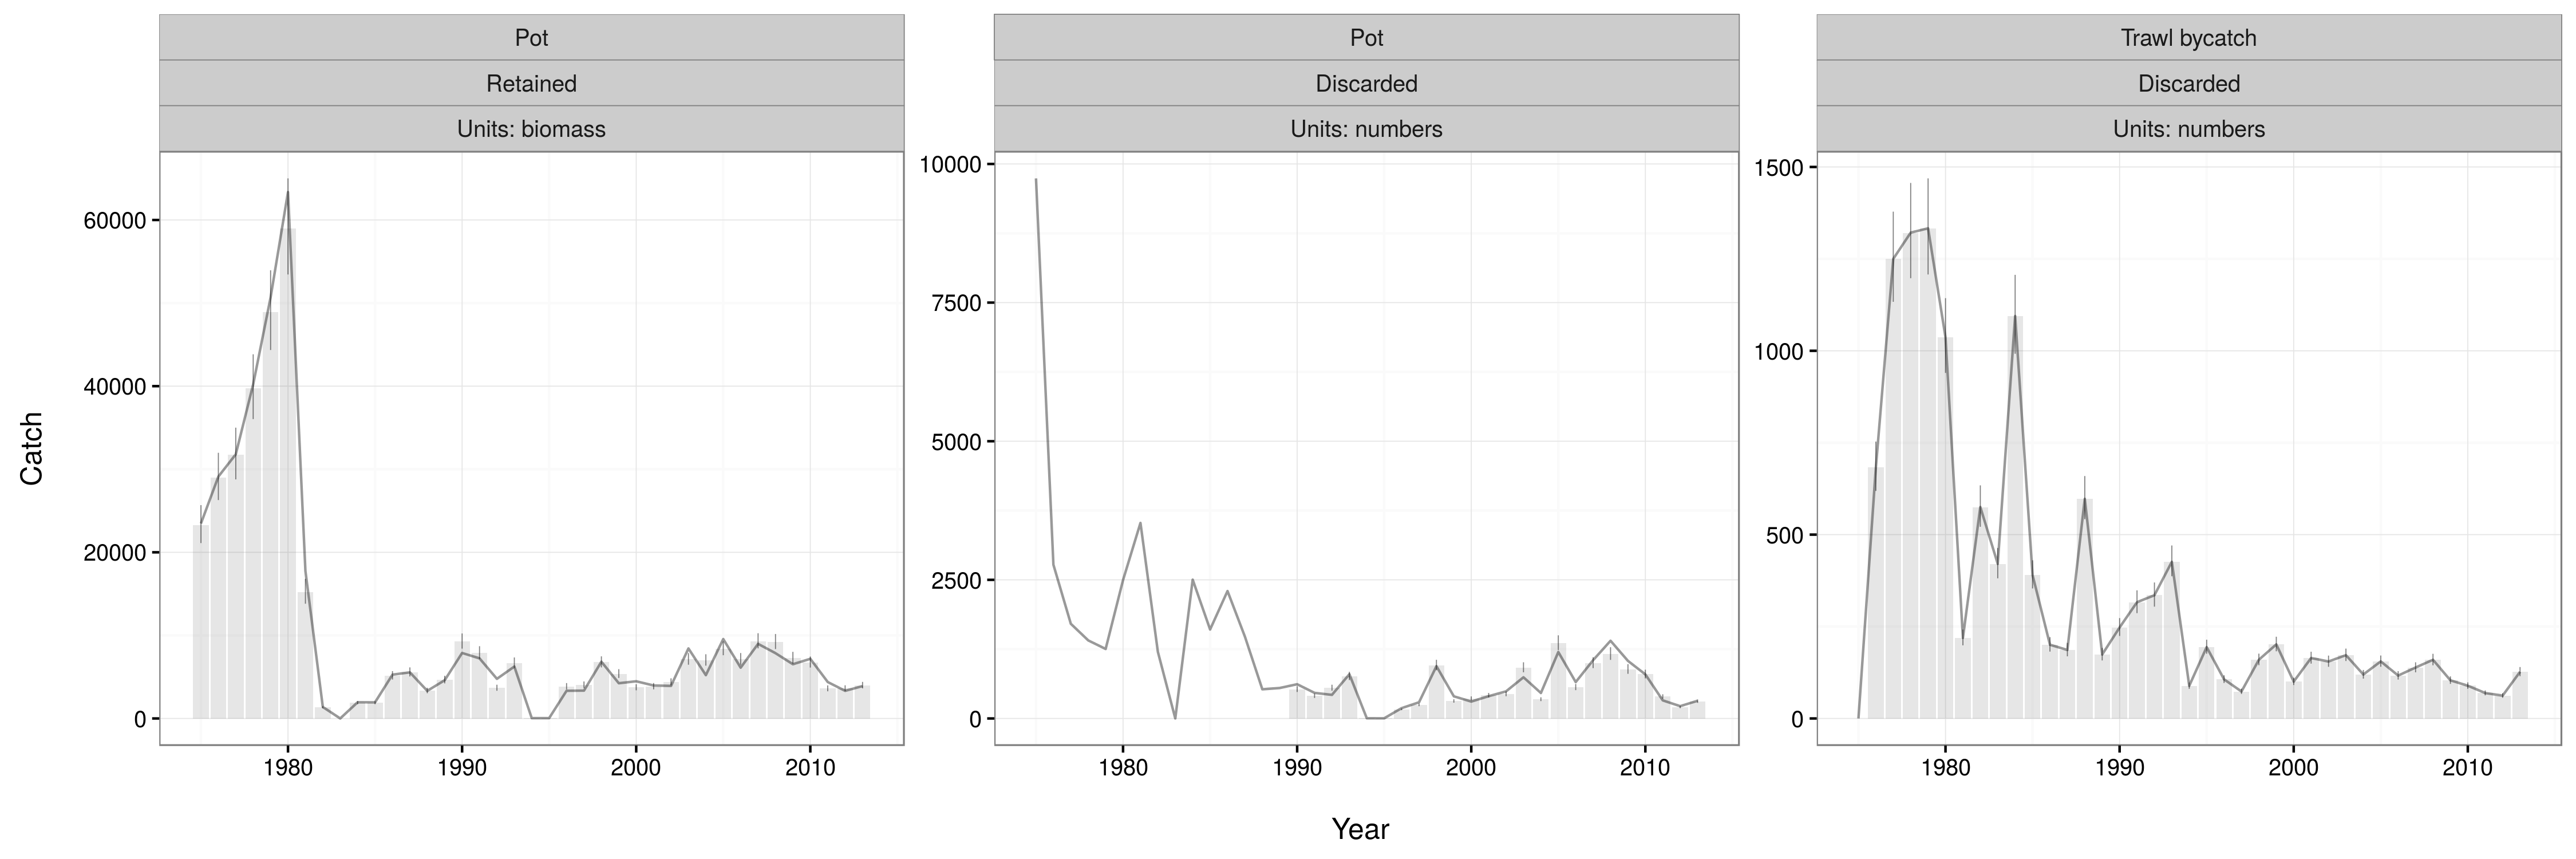 Pot
Retained
Units: biomass
Pot
Discarded
Units: numbers
Trawl bycatch
Discarded
Units: numbers
Catch
60000
40000
20000
0
10000
7500
5000
2500
0
1500
1000
500
0
1980 1990 2000 2010
1980 1990 2000 2010
1980 1990 2000 2010
Year